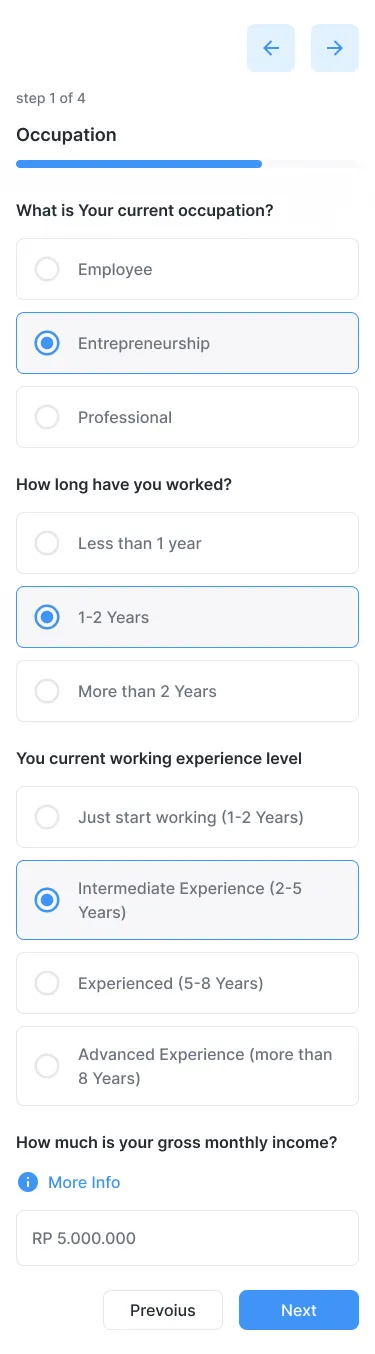 step 1 of 4
Occupation
What is Your current occupation?
Employee
Entrepreneurship
Professional
How long have you worked?
Less than 1 year
1-2 Years
More than 2 Years
You current working experience level
Just start working (1-2 Years)
Intermediate Experience (2-5
Years)
Experienced (5-8 Years)
Advanced Experience (more than
8 Years)
How much is your gross monthly income?
More Info
RP 5.000.000
Prevoius
Next